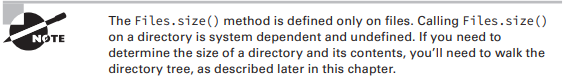 The Files.size() method is defined only on files. Calling Files.size()
on a directory is system dependent and undefined. If you need to
determine the size of a directory and its contents, you'll need to walk the
directory tree, as described later in this chapter.
NOTE